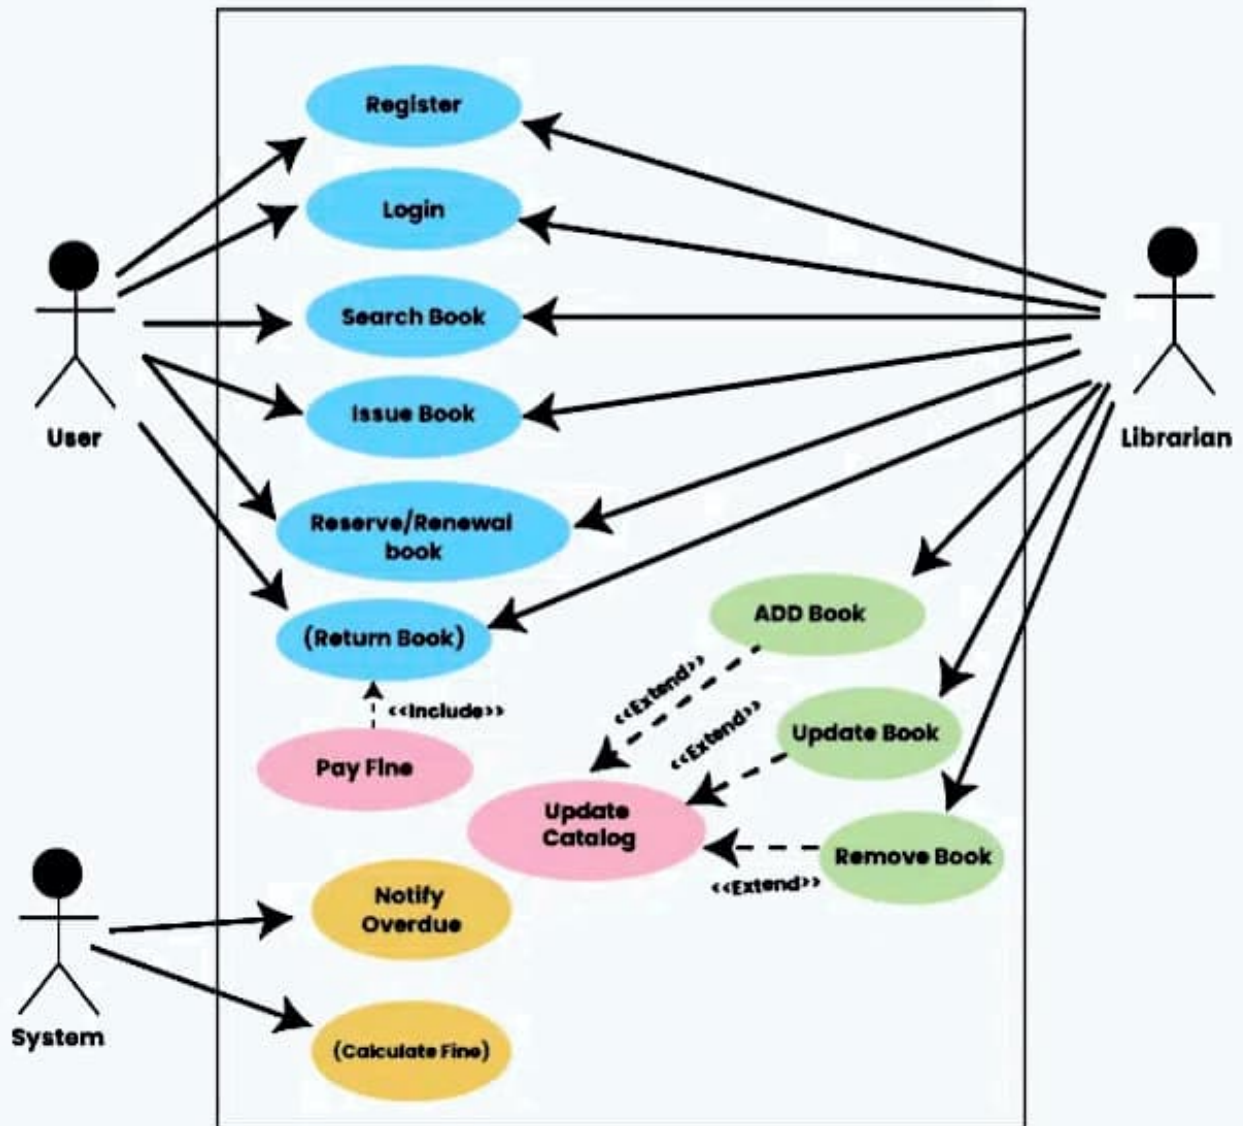 Register
Login
Search Book
Issue Book
User
Librarian
Reserve/Renewal
book
ADD Book
(Return Book)
<<Extend>>
<<Include>>
<<Extend>>
Update Book
Pay Fine
Update
Catalog
Remove Book
<<Extend>>
Notify
Overdue
System
(Calculate Fine)